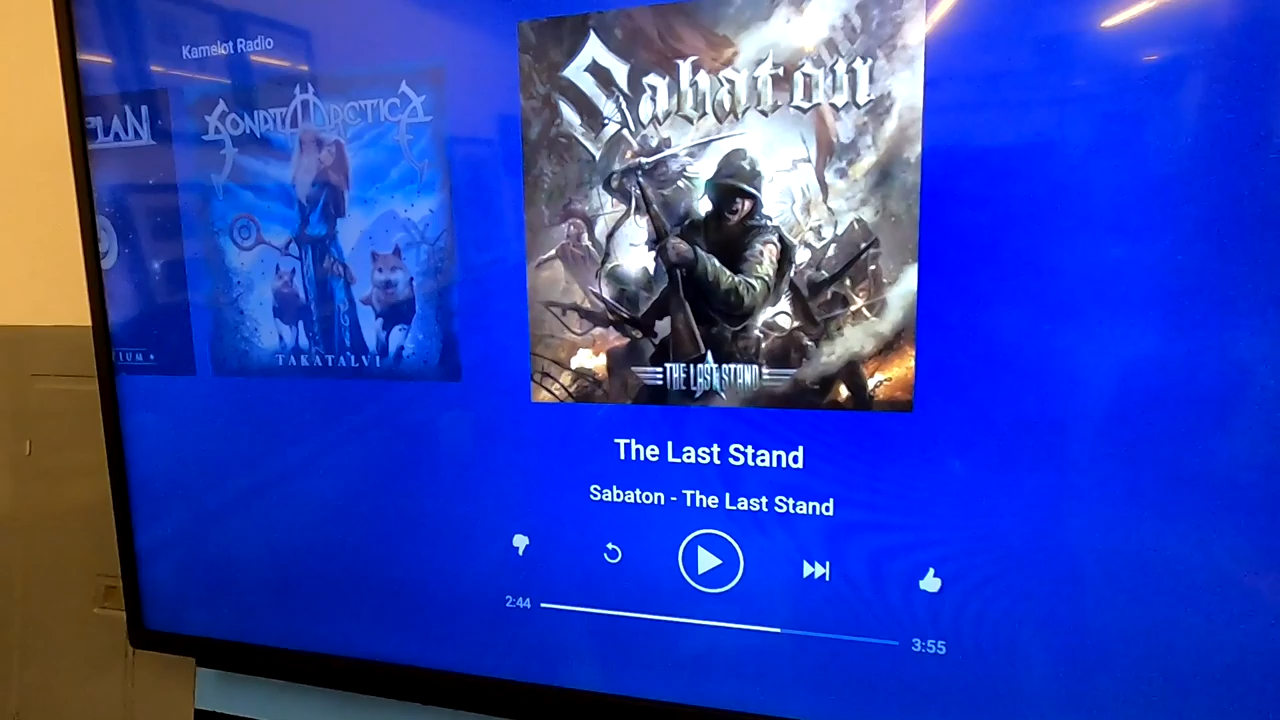 Kamelot Radio
SONATA ARCTICA
TAKATALVI
Sabaton
THE LAST STAND
The Last Stand
Sabaton - The Last Stand
2:44
3:55